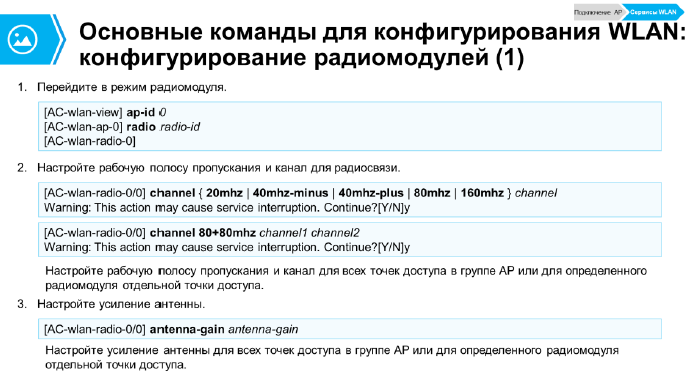 Подключение AP
Сервисы WLAN
Основные команды для конфигурирования WLAN:
конфигурирование радиомодулей (1)
1. Перейдите в режим радиомодуля.
[AC-wlan-view] ap-id 0
[AC-wlan-ap-0] radio radio-id
[AC-wlan-radio-0]
2. Настройте рабочую полосу пропускания и канал для радиосвязи.
[AC-wlan-radio-0/0] channel { 20mhz | 40mhz-minus | 40mhz-plus | 80mhz | 160mhz } channel
Warning: This action may cause service interruption. Continue?[Y/N]y
[AC-wlan-radio-0/0] channel 80+80mhz channel1 channel2
Warning: This action may cause service interruption. Continue?[Y/N]y
Настройте рабочую полосу пропускания и канал для всех точек доступа в группе AP или для определенного
радиомодуля отдельной точки доступа.
3. Настройте усиление антенны.
[AC-wlan-radio-0/0] antenna-gain antenna-gain
Настройте усиление антенны для всех точек доступа в группе AP или для определенного радиомодуля
отдельной точки доступа.